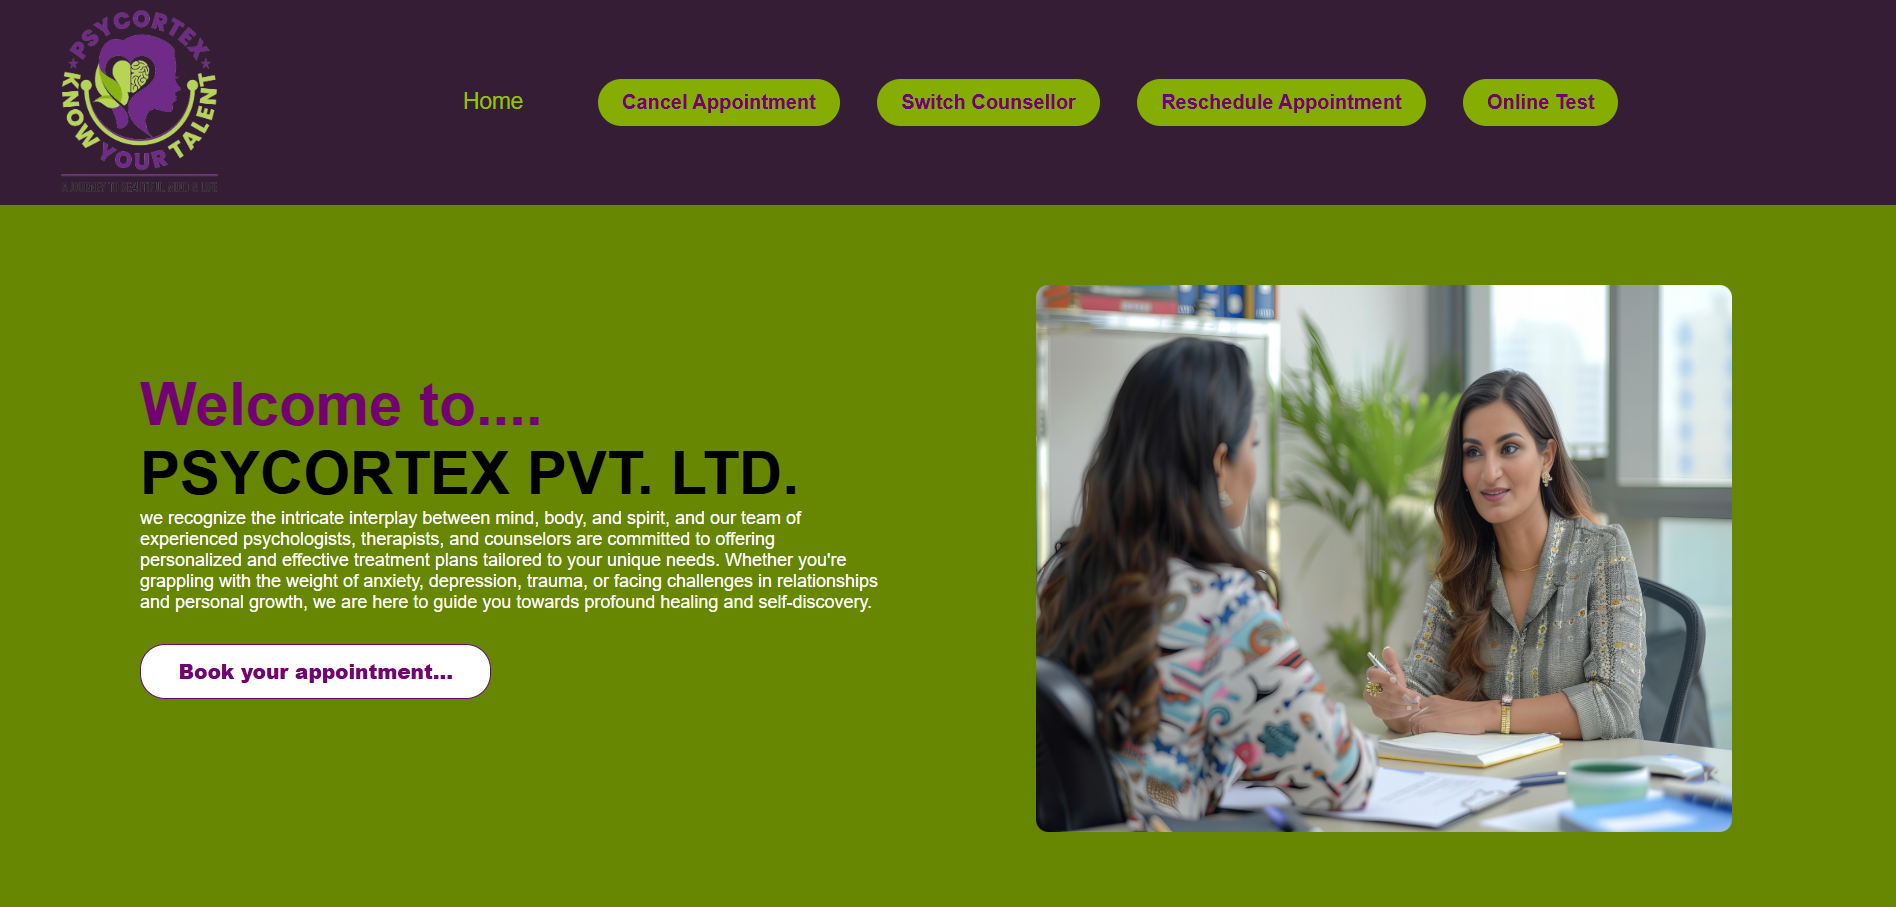 PSYCORTEX
KNOW YOUR TALENT
A JOURNEY TO BEAUTIFUL MIND & LIFE
Home
Cancel Appointment
Switch Counsellor
Reschedule Appointment
Online Test
Welcome to....
PSYCORTEX PVT. LTD.
we recognize the intricate interplay between mind, body, and spirit, and our team of
experienced psychologists, therapists, and counselors are committed to offering
personalized and effective treatment plans tailored to your unique needs. Whether you're
grappling with the weight of anxiety, depression, trauma, or facing challenges in relationships
and personal growth, we are here to guide you towards profound healing and self-discovery.
Book your appointment...